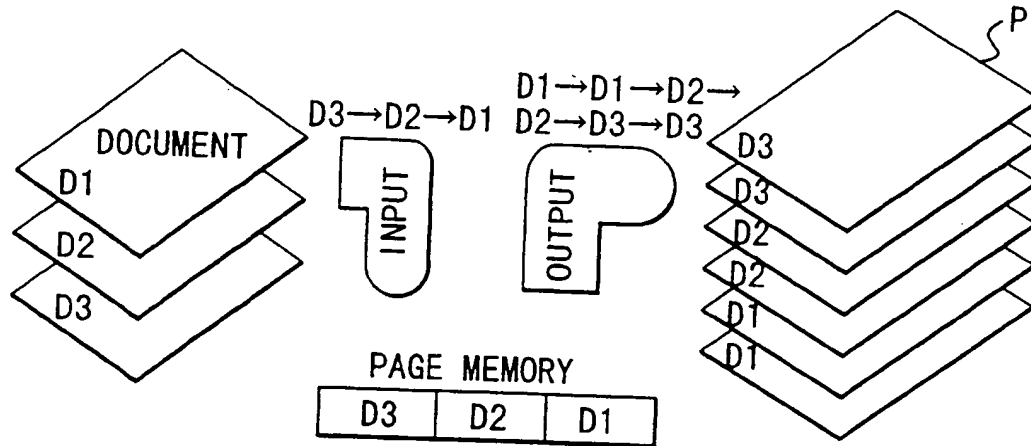 P
D1→D1→D2→
D3→D2→D1
D2→D3→D3
DOCUMENT
D1
D2
D3
INPUT
OUTPUT
D3
D3
D2
D2
D1
D1
PAGE MEMORY
D3 D2 D1